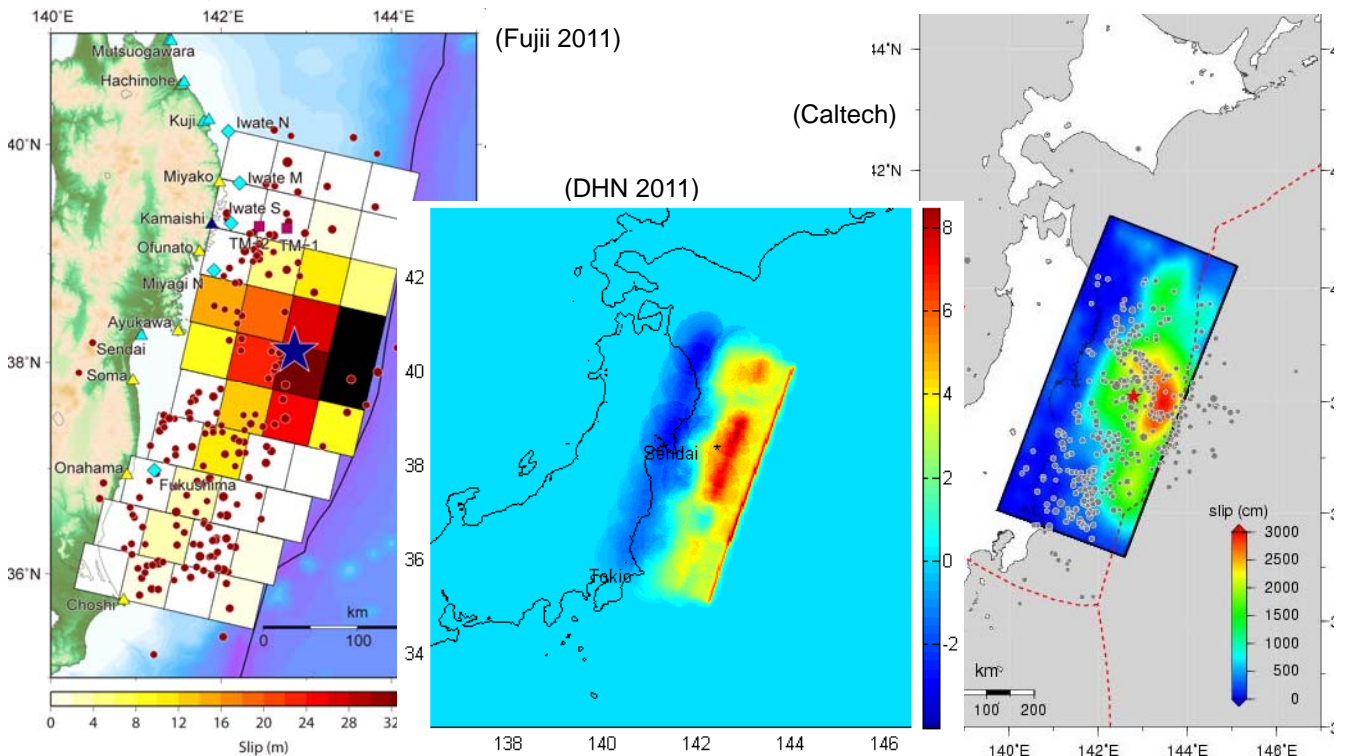 140˚E 142˚E 144˚E
(Fujii 2011)
Mutsuogawara
Hachinohe
Kuji
Iwate N
40˚N
Miyako
Iwate M
Iwate S
Kamaishi
TM-2 TM-1
Ofunato
Miyagi N
Ayukawa
Sendai
38˚N
Soma
Onahama
Fukushima
36˚N
Choshi
km
0 100
0 4 8 12 16 20 24 28 32
Slip (m)
(DHN 2011)
42
40
38
36
34
Sendai
*
Tokio
138 140 142 144 146
8
6
4
2
0
-2
(Caltech)
44˚N
42˚N
slip (cm)
3000
2500
2000
1500
1000
500
0
km
100 200
140˚E 142˚E 144˚E 146˚E